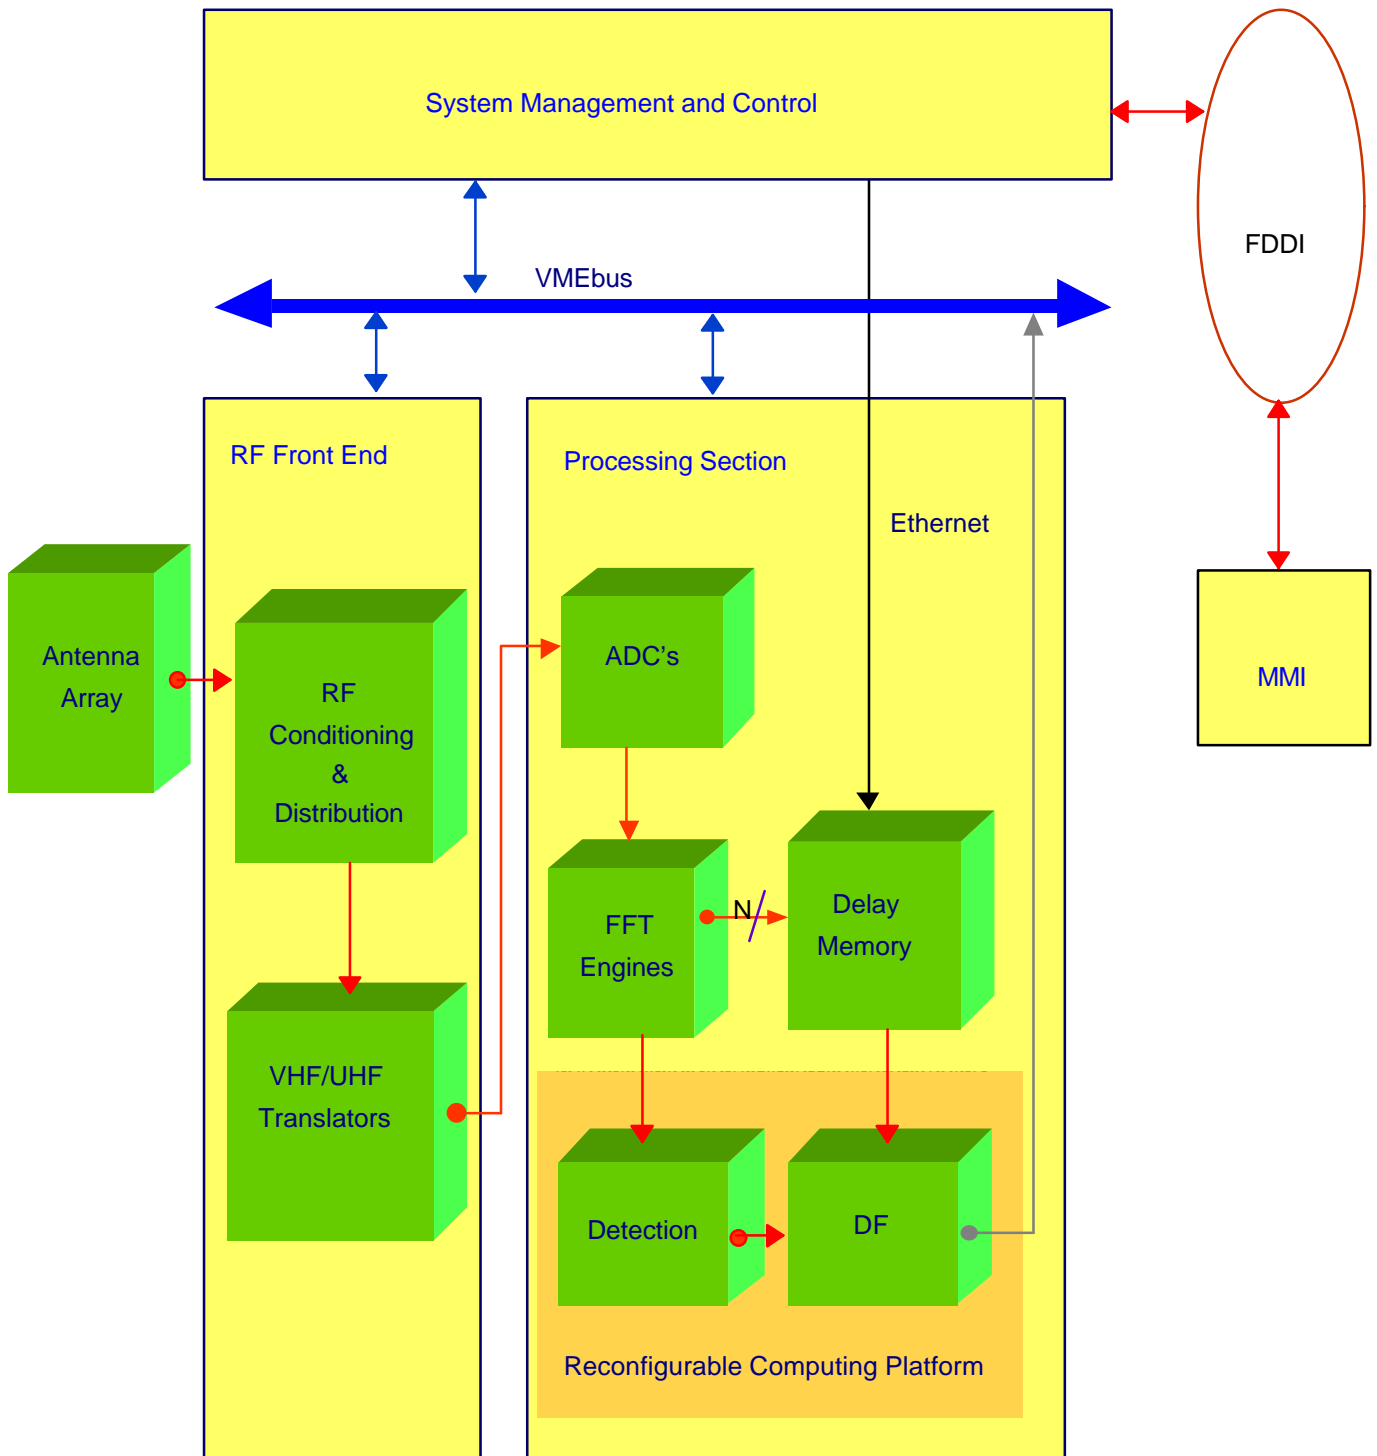 System Management and Control
FDDI
VMEbus
RF Front End
Processing Section
Ethernet
Antenna
Array
RF
Conditioning
&
Distribution
ADC's
MMI
FFT
Engines
N
Delay
Memory
VHF/UHF
Translators
Detection
DF
Reconfigurable Computing Platform